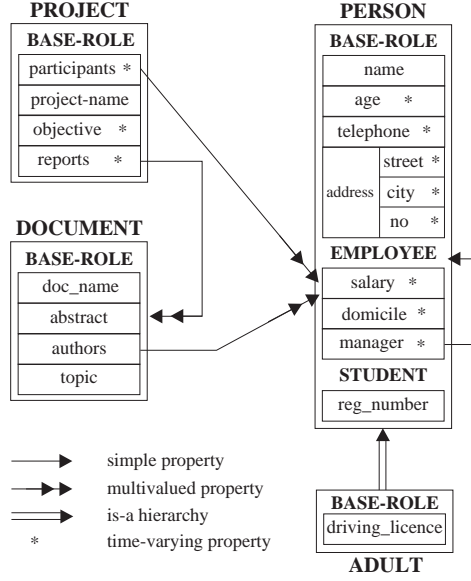 PROJECT
BASE-ROLE
participants *
project-name
objective *
reports *
DOCUMENT
BASE-ROLE
doc_name
abstract
authors
topic
PERSON
BASE-ROLE
name
age *
telephone *
address
street *
city *
no *
EMPLOYEE
salary *
domicile *
manager *
STUDENT
reg_number
BASE-ROLE
driving_licence
ADULT
simple property
multivalued property
is-a hierarchy
* time-varying property